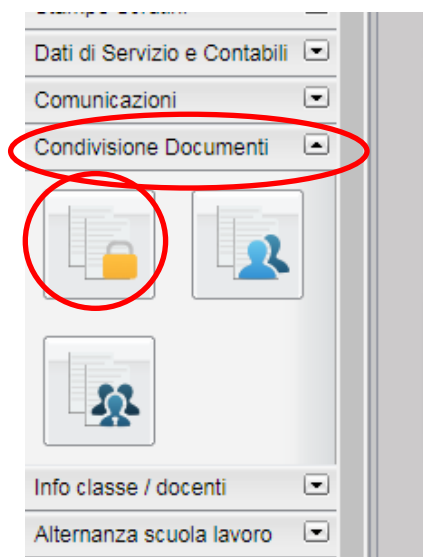 Dati di Servizio e Contabili
Comunicazioni
Condivisione Documenti
Info classe / docenti
Alternanza scuola lavoro